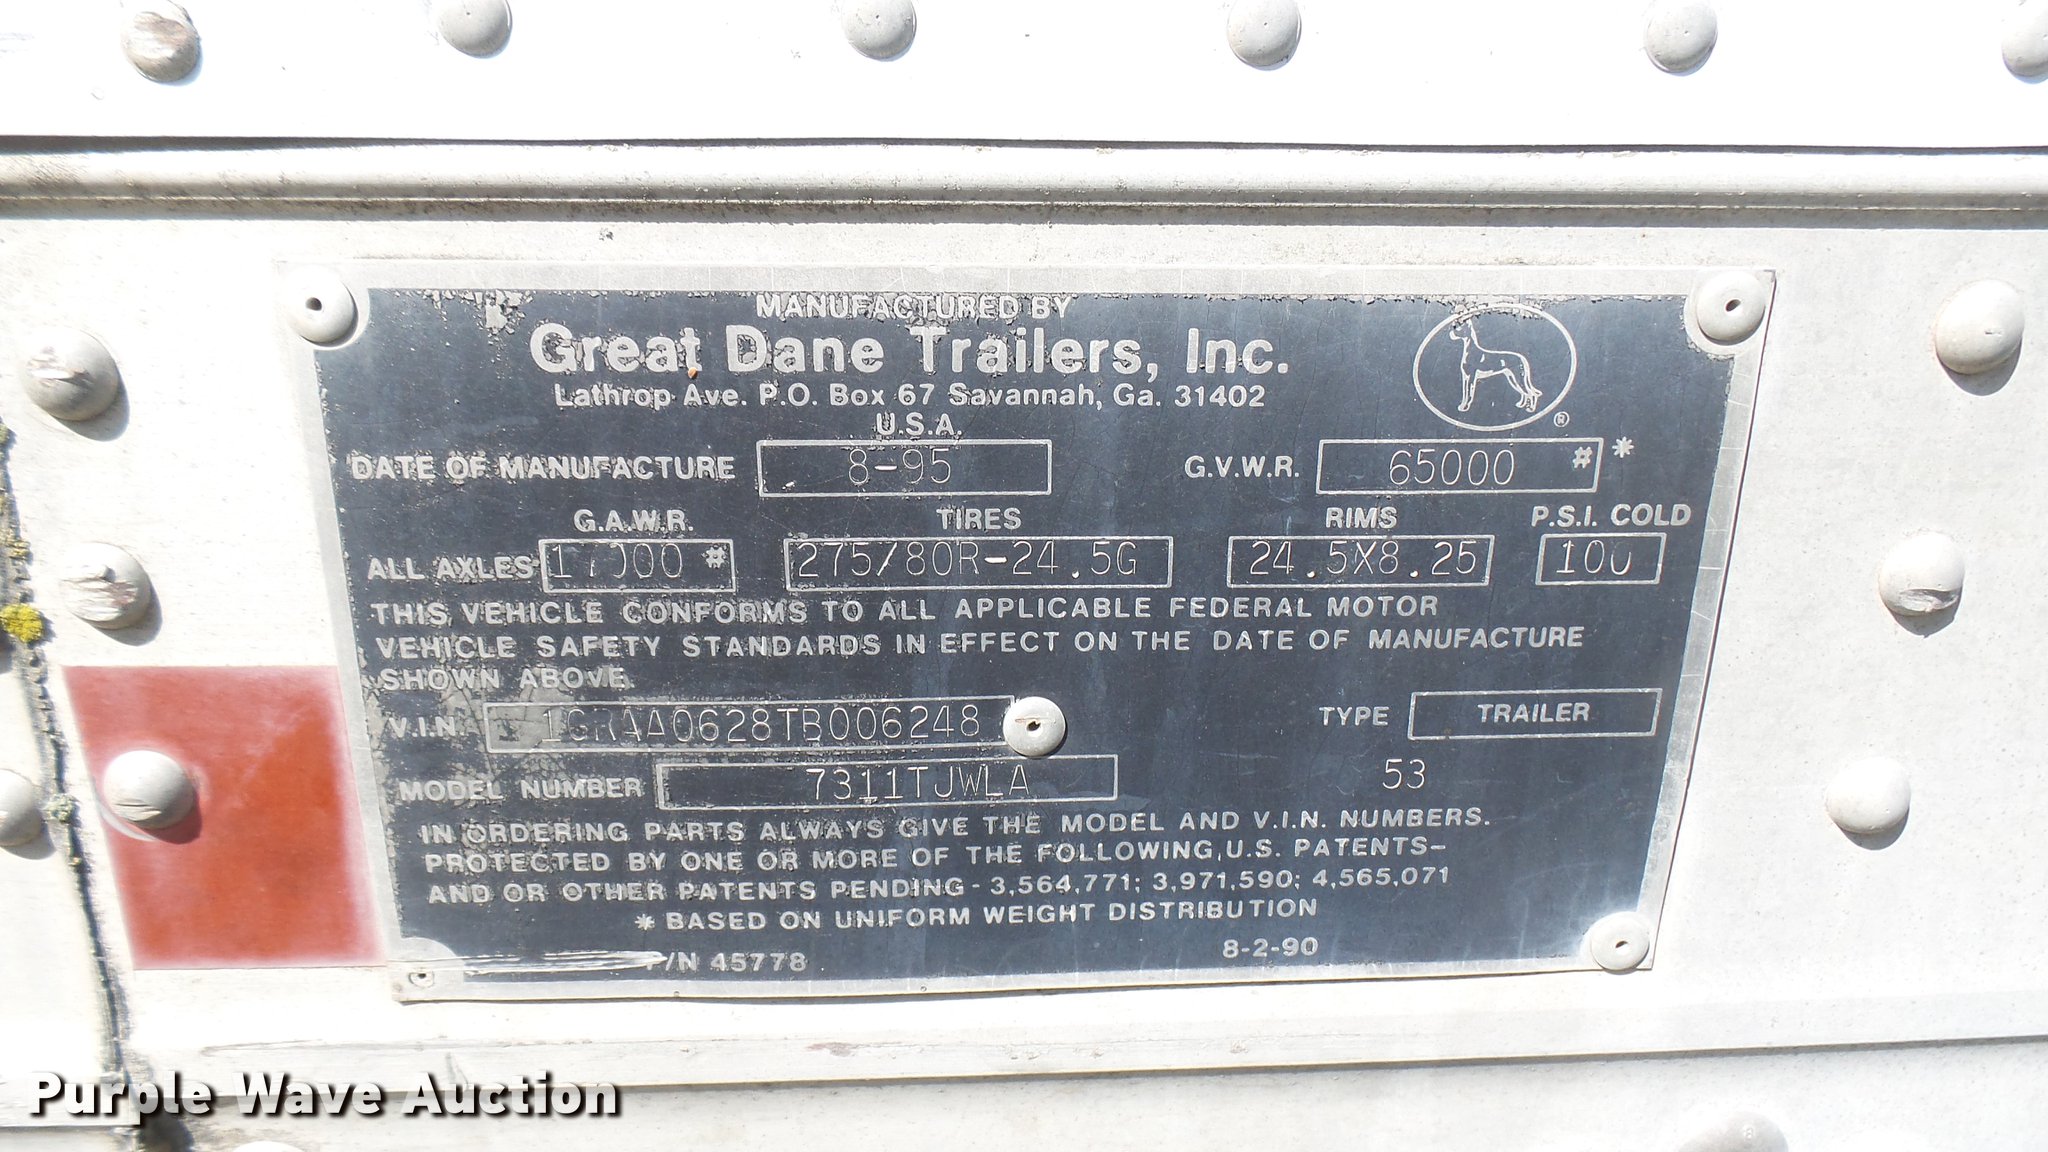 MANUFACTURED BY
Great Dane Trailers, Inc.
Lathrop Ave. P.O. Box 67 Savannah, Ga. 31402
U.S.A.
®
DATE OF MANUFACTURE 8-95 G.V.W.R. 65000 # *
G.A.W.R. TIRES RIMS P.S.I. COLD
ALL AXLES 17000 # 275/80R-24.5G 24.5X8.25 100
THIS VEHICLE CONFORMS TO ALL APPLICABLE FEDERAL MOTOR
VEHICLE SAFETY STANDARDS IN EFFECT ON THE DATE OF MANUFACTURE
SHOWN ABOVE.
V.I.N. 1GRAA0628TB006248 TYPE TRAILER
MODEL NUMBER 7311TJWLA 53
IN ORDERING PARTS ALWAYS GIVE THE MODEL AND V.I.N. NUMBERS.
PROTECTED BY ONE OR MORE OF THE FOLLOWING U.S. PATENTS-
AND OR OTHER PATENTS PENDING - 3,564,771; 3,971,590; 4,565,071
* BASED ON UNIFORM WEIGHT DISTRIBUTION
P/N 45778 8-2-90
Purple Wave Auction